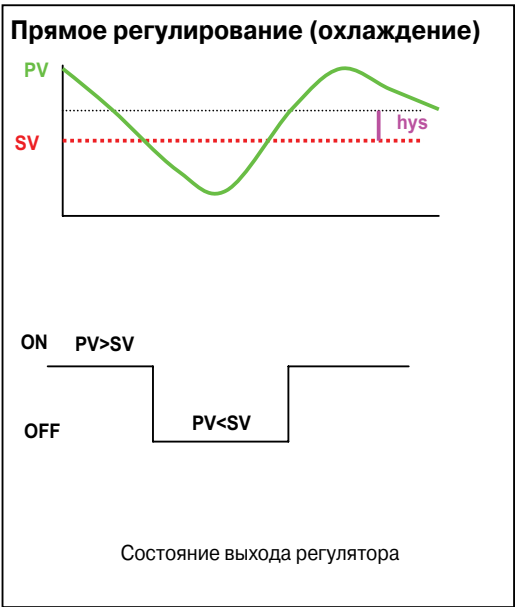 Прямое регулирование (охлаждение)
PV
hys
SV
ON PV>SV
OFF PV<SV
Состояние выхода регулятора